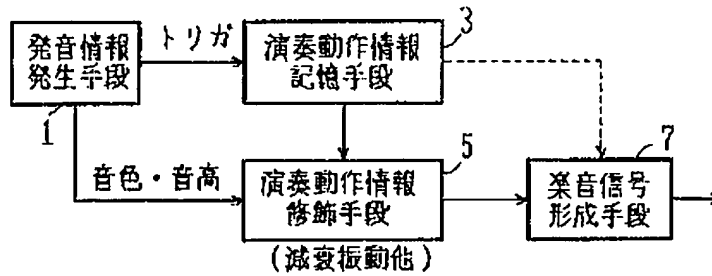 発音情報
発生手段
1
トリガ
演奏動作情報
記憶手段
3
音色・音高
演奏動作情報
修飾手段
5
(減衰振動他)
楽音信号
形成手段
7